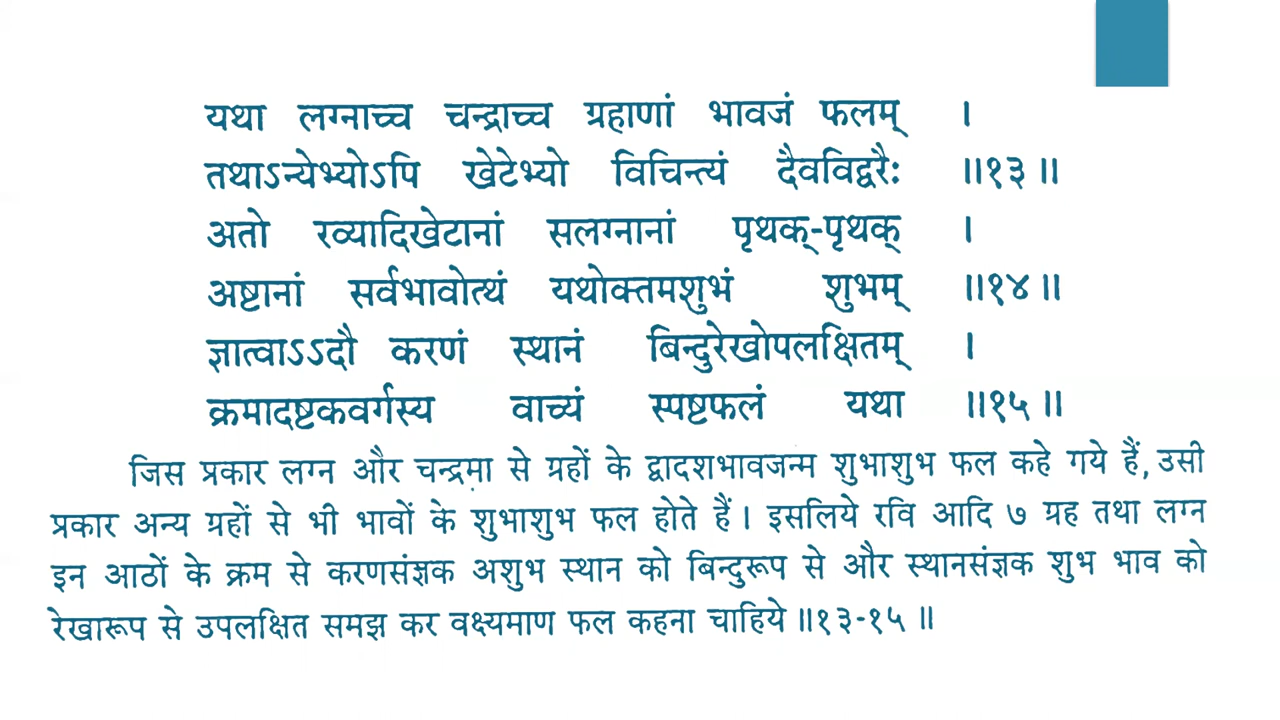 यथा लग्नाच्च चन्द्राच्च ग्रहाणां भावजं फलम् ।
तथाऽन्येभ्योऽपि खेटेभ्यो विचिन्त्यं दैवविद्वरैः ॥१३॥
अतो रव्यादिखेटानां सलग्नानां पृथक्-पृथक् ।
अष्टानां सर्वभावोत्थं यथोक्तमशुभं शुभम् ॥१४॥
ज्ञात्वाऽऽदौ करणं स्थानं बिन्दुरेखोपलक्षितम् ।
क्रमादष्टकवर्गस्य वाच्यं स्पष्टफलं यथा ॥१५॥
जिस प्रकार लग्न और चन्द्रमा से ग्रहों के द्वादशभावजन्म शुभाशुभ फल कहे गये हैं, उसी
प्रकार अन्य ग्रहों से भी भावों के शुभाशुभ फल होते हैं। इसलिये रवि आदि ७ ग्रह तथा लग्न
इन आठों के क्रम से करणसंज्ञक अशुभ स्थान को बिन्दुरूप से और स्थानसंज्ञक शुभ भाव को
रेखारूप से उपलक्षित समझ कर वक्ष्यमाण फल कहना चाहिये ॥१३-१५॥